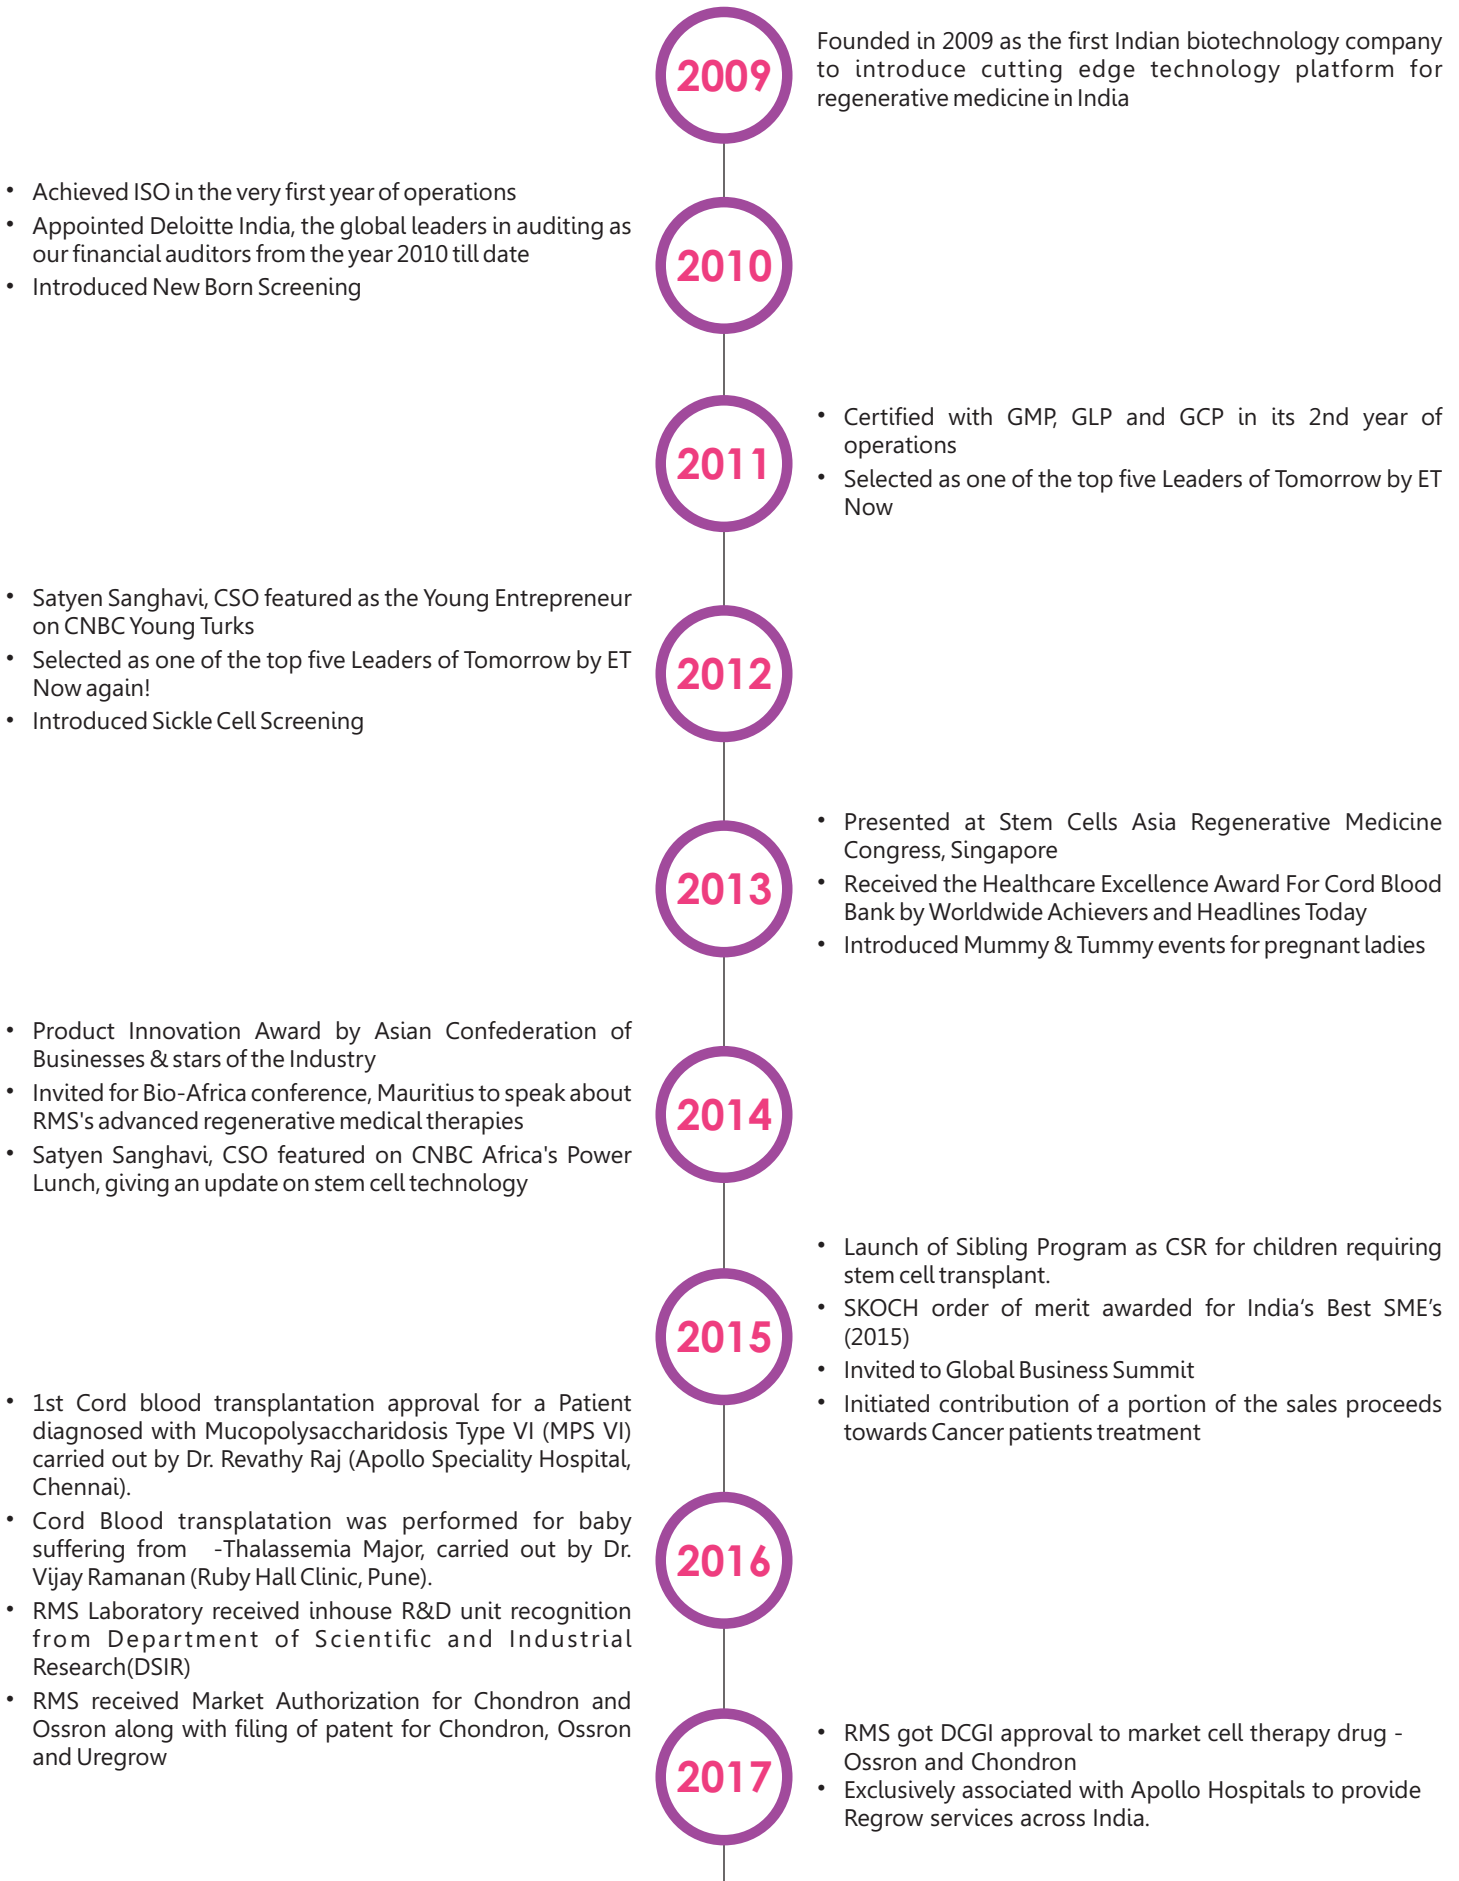 2009
Founded in 2009 as the first Indian biotechnology company
to introduce cutting edge technology platform for
regenerative medicine in India
• Achieved ISO in the very first year of operations
• Appointed Deloitte India, the global leaders in auditing as
our financial auditors from the year 2010 till date
• Introduced New Born Screening
2010
2011
• Certified with GMP, GLP and GCP in its 2nd year of
operations
• Selected as one of the top five Leaders of Tomorrow by ET
Now
• Satyen Sanghavi, CSO featured as the Young Entrepreneur
on CNBC Young Turks
• Selected as one of the top five Leaders of Tomorrow by ET
Now again!
• Introduced Sickle Cell Screening
2012
2013
• Presented at Stem Cells Asia Regenerative Medicine
Congress, Singapore
• Received the Healthcare Excellence Award For Cord Blood
Bank by Worldwide Achievers and Headlines Today
• Introduced Mummy & Tummy events for pregnant ladies
• Product Innovation Award by Asian Confederation of
Businesses & stars of the Industry
• Invited for Bio-Africa conference, Mauritius to speak about
RMS's advanced regenerative medical therapies
• Satyen Sanghavi, CSO featured on CNBC Africa's Power
Lunch, giving an update on stem cell technology
2014
2015
• Launch of Sibling Program as CSR for children requiring
stem cell transplant.
• SKOCH order of merit awarded for India‘s Best SME’s
(2015)
• Invited to Global Business Summit
• Initiated contribution of a portion of the sales proceeds
towards Cancer patients treatment
• 1st Cord blood transplantation approval for a Patient
diagnosed with Mucopolysaccharidosis Type VI (MPS VI)
carried out by Dr. Revathy Raj (Apollo Speciality Hospital,
Chennai).
• Cord Blood transplatation was performed for baby
suffering from -Thalassemia Major, carried out by Dr.
Vijay Ramanan (Ruby Hall Clinic, Pune).
• RMS Laboratory received inhouse R&D unit recognition
from Department of Scientific and Industrial
Research(DSIR)
• RMS received Market Authorization for Chondron and
Ossron along with filing of patent for Chondron, Ossron
and Uregrow
2016
2017
• RMS got DCGI approval to market cell therapy drug -
Ossron and Chondron
• Exclusively associated with Apollo Hospitals to provide
Regrow services across India.